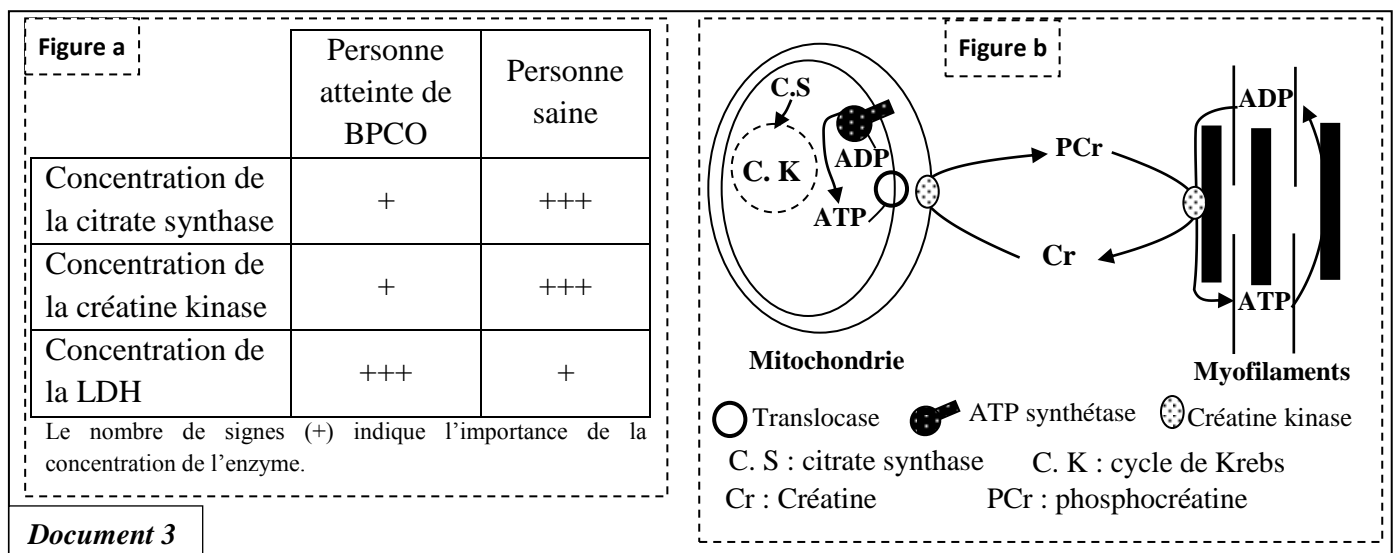 Figure a
Personne
atteinte de
BPCO
Personne
saine
Concentration de
la citrate synthase
+
+++
Concentration de
la créatine kinase
+
+++
Concentration de
la LDH
+++
+
Le nombre de signes (+) indique l’importance de la
concentration de l’enzyme.
Document 3
Figure b
C.S
C. K
ADP
ATP
PCr
Cr
ADP
ATP
Mitochondrie
Myofilaments
Translocase
ATP synthétase
Créatine kinase
C. S : citrate synthase
C. K : cycle de Krebs
Cr : Créatine
PCr : phosphocréatine